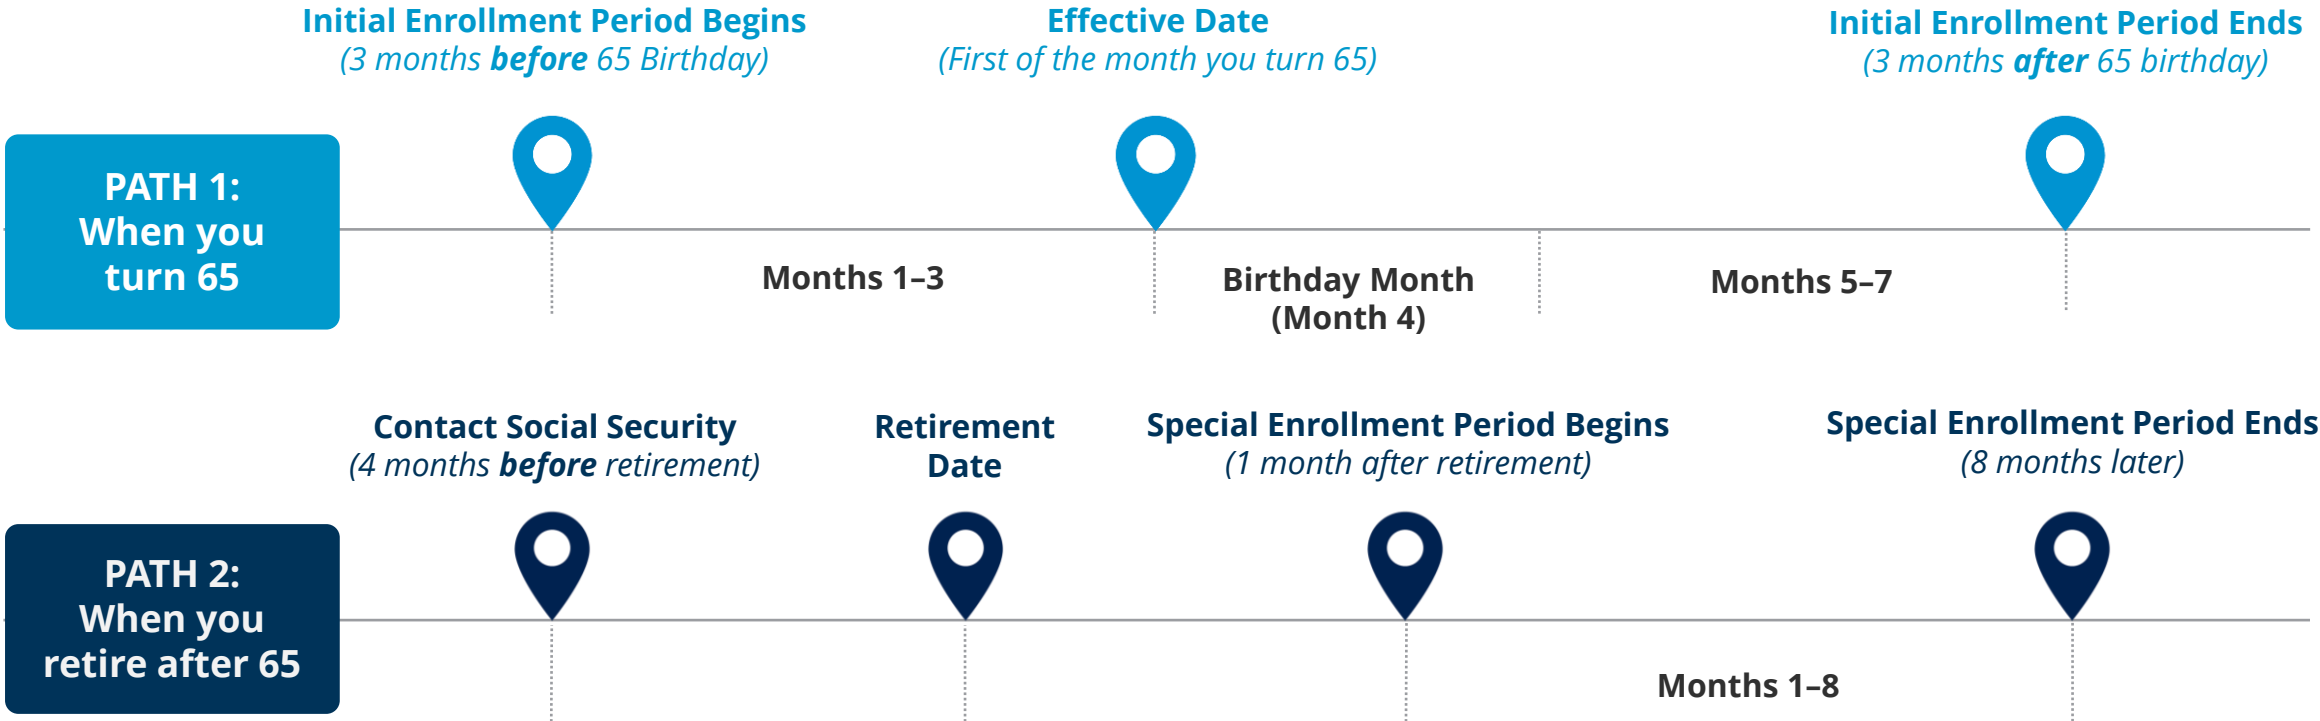 Initial Enrollment Period Begins
(3 months before 65 Birthday)
Effective Date
(First of the month you turn 65)
Initial Enrollment Period Ends
(3 months after 65 birthday)
PATH 1:
When you
turn 65
Months 1–3
Birthday Month
(Month 4)
Months 5–7
Contact Social Security
(4 months before retirement)
Retirement
Date
Special Enrollment Period Begins
(1 month after retirement)
Special Enrollment Period Ends
(8 months later)
PATH 2:
When you
retire after 65
Months 1–8